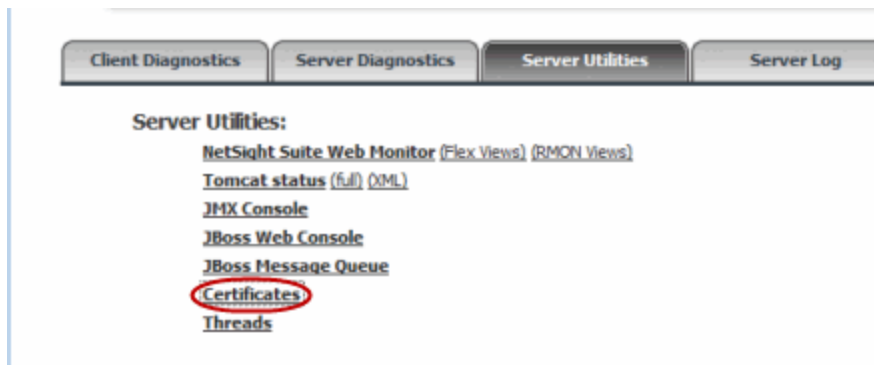 Client Diagnostics Server Diagnostics Server Utilities Server Log
Server Utilities:
NetSight Suite Web Monitor (Flex Views) (RMON Views)
Tomcat status (full) (XML)
JMX Console
JBoss Web Console
JBoss Message Queue
Certificates
Threads